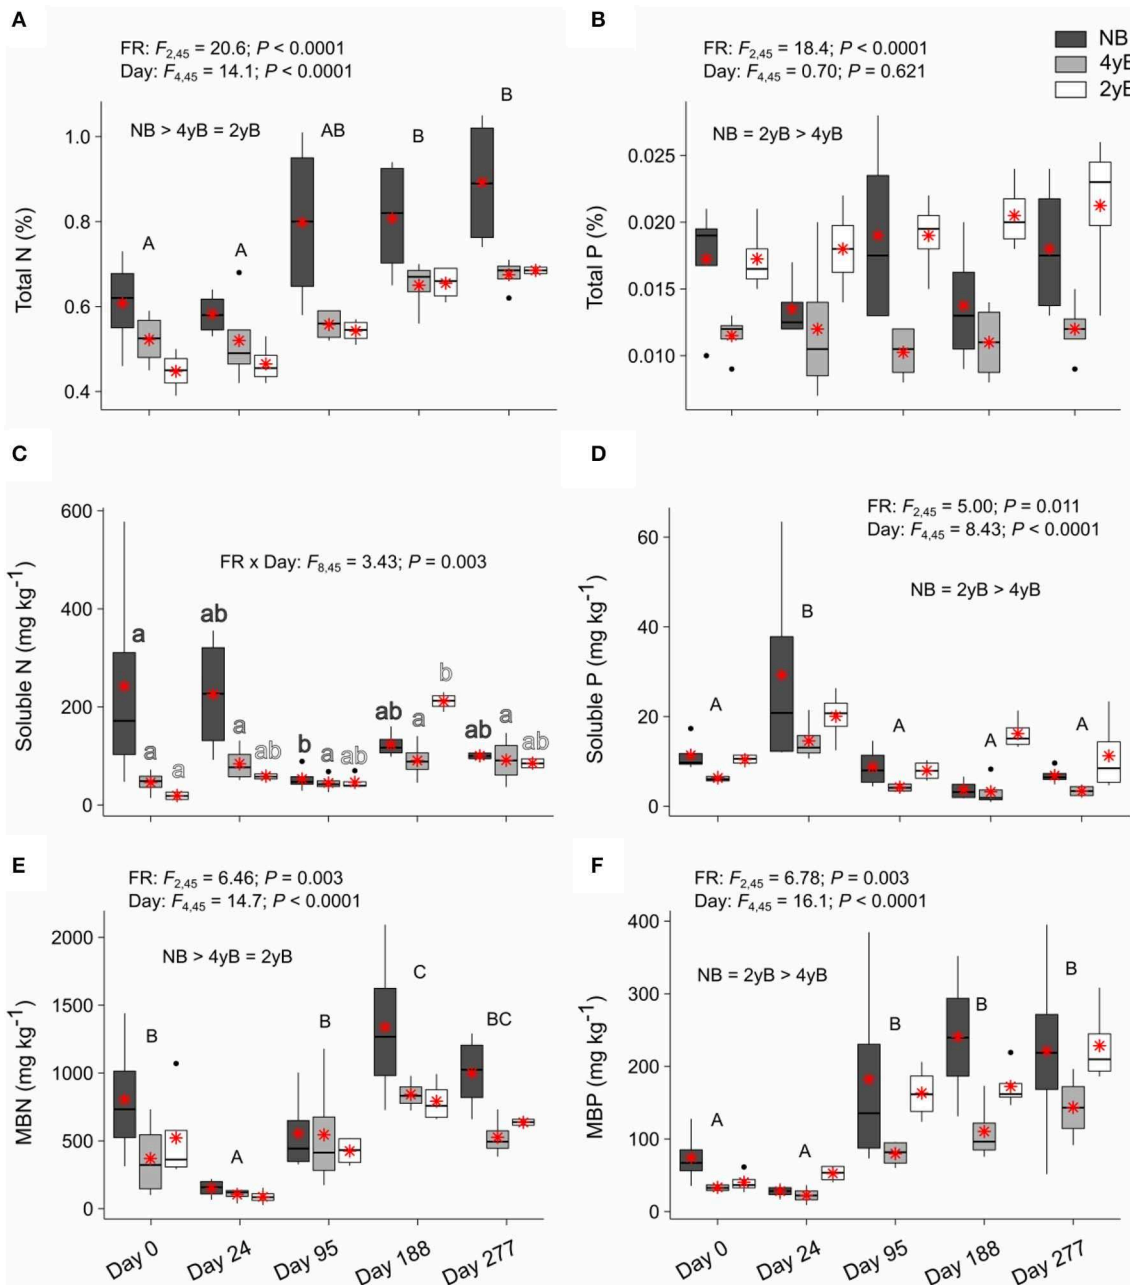 A
FR: F2,45 = 20.6; P < 0.0001
Day: F4,45 = 14.1; P < 0.0001
NB > 4yB = 2yB
AB
B
B
A
A
Total N (%)
1.0
0.8
0.6
0.4
B
FR: F2,45 = 18.4; P < 0.0001
Day: F4,45 = 0.70; P = 0.621
NB
4yB
2yB
NB = 2yB > 4yB
Total P (%)
0.025
0.020
0.015
0.010
C
FR x Day: F8,45 = 3.43; P = 0.003
Soluble N (mg kg-1)
600
400
200
0
a
a
a
ab
a
ab
b
a
ab
ab
a
b
ab
a
ab
D
FR: F2,45 = 5.00; P = 0.011
Day: F4,45 = 8.43; P < 0.0001
NB = 2yB > 4yB
Soluble P (mg kg-1)
60
40
20
0
A
B
A
A
A
E
FR: F2,45 = 6.46; P = 0.003
Day: F4,45 = 14.7; P < 0.0001
NB > 4yB = 2yB
MBN (mg kg-1)
2000
1500
1000
500
0
B
A
B
C
BC
Day 0
Day 24
Day 95
Day 188
Day 277
F
FR: F2,45 = 6.78; P = 0.003
Day: F4,45 = 16.1; P < 0.0001
NB = 2yB > 4yB
MBP (mg kg-1)
400
300
200
100
0
A
A
B
B
B
Day 0
Day 24
Day 95
Day 188
Day 277